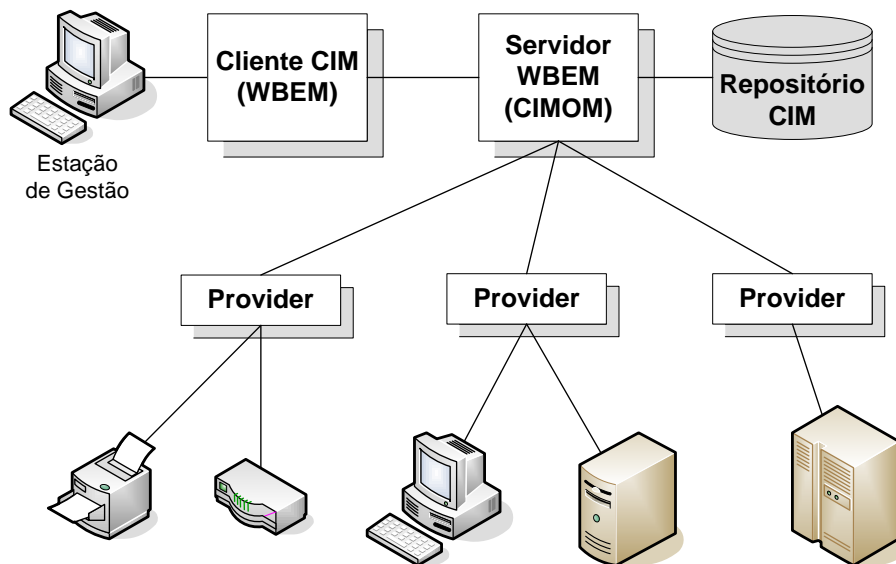 Cliente CIM
(WBEM)
Servidor
WBEM
(CIMOM)
Repositório
CIM
Estação
de Gestão
Provider
Provider
Provider